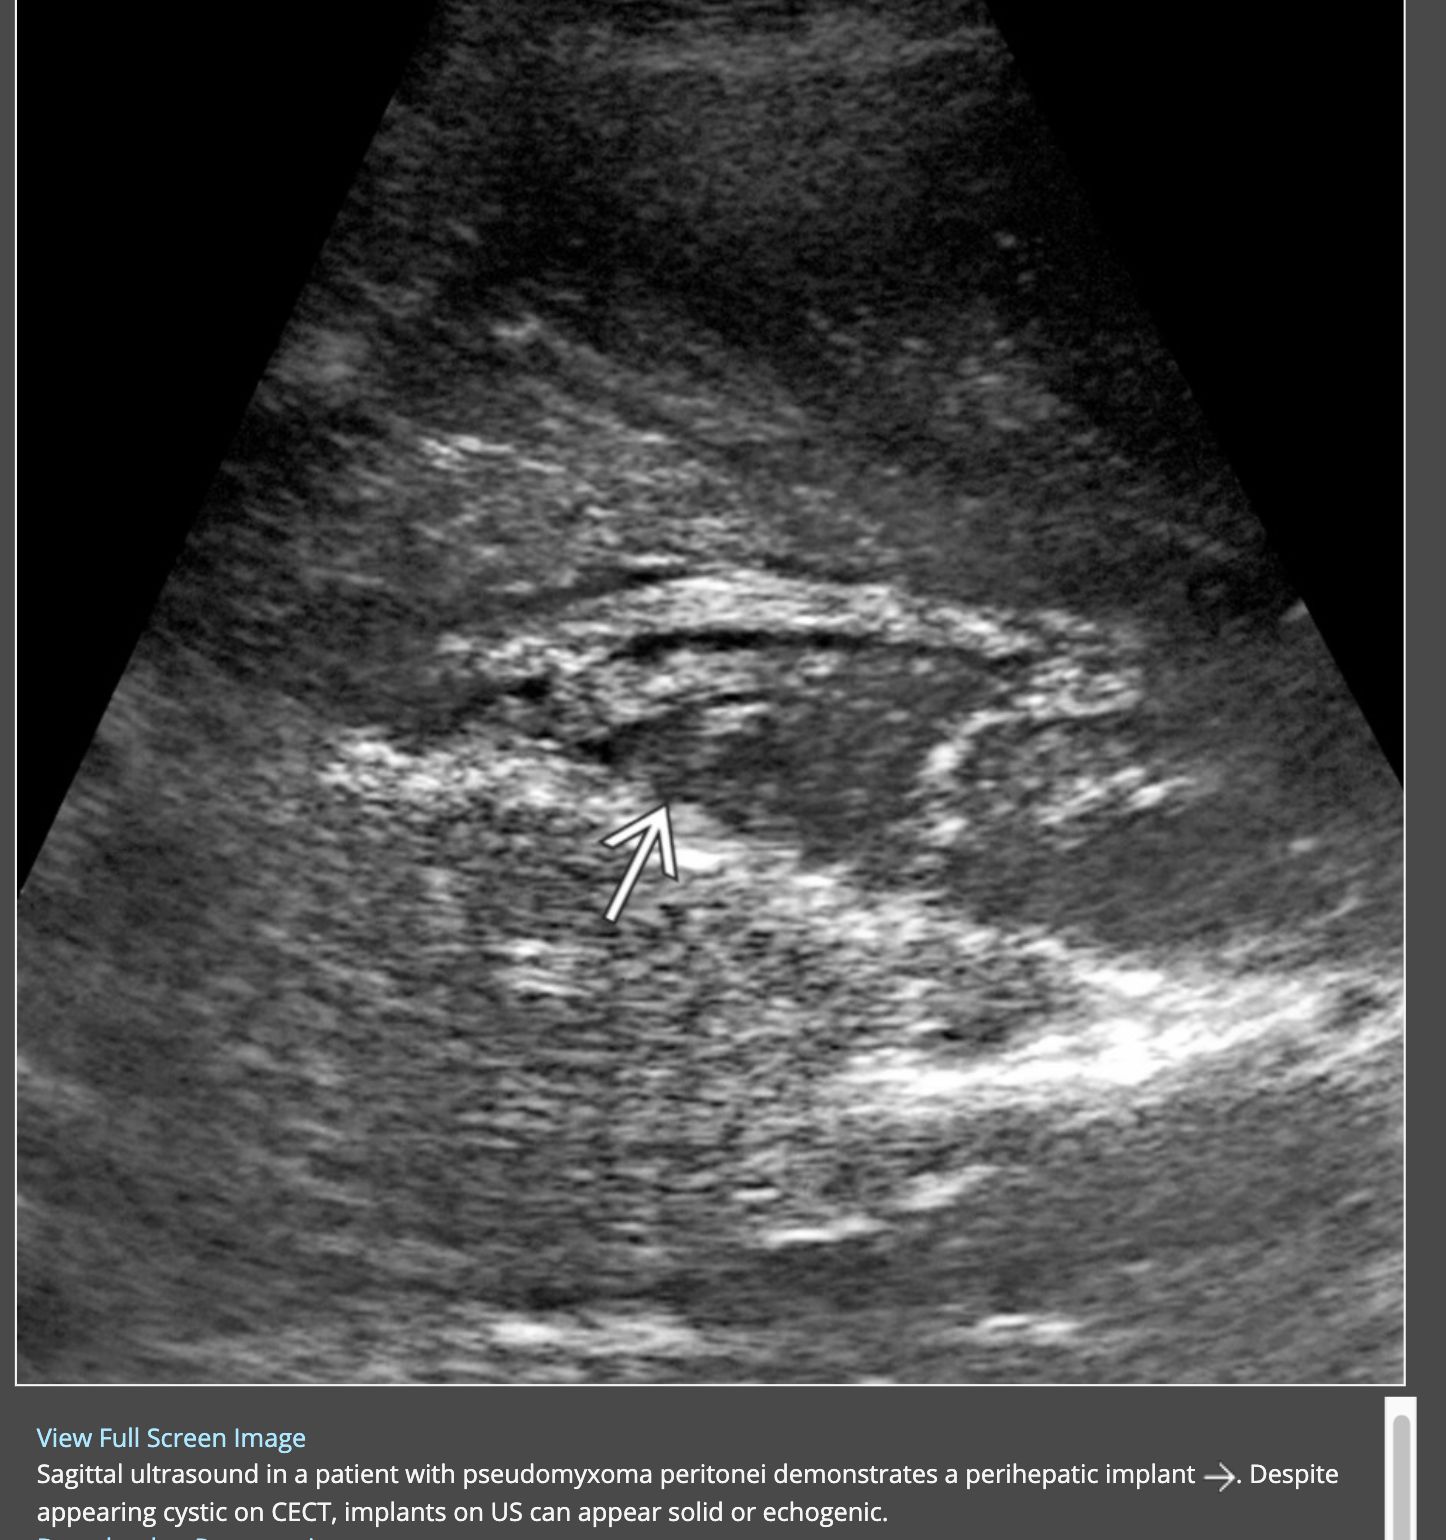 View Full Screen Image
Sagittal ultrasound in a patient with pseudomyxoma peritonei demonstrates a perihepatic implant →. Despite
appearing cystic on CECT, implants on US can appear solid or echogenic.